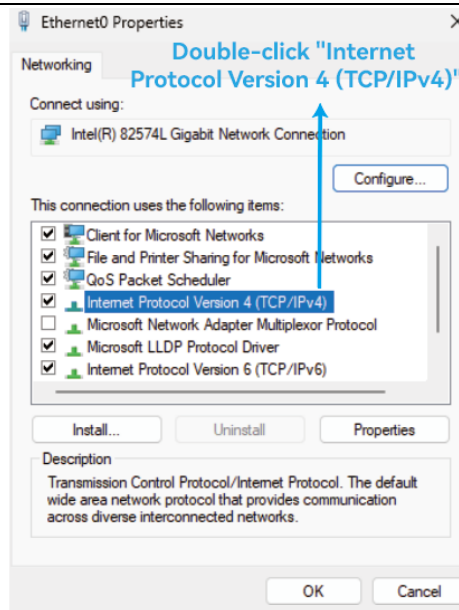 Ethernet0 Properties
Double-click "Internet
Protocol Version 4 (TCP/IPv4)"
Networking
Connect using:
Intel(R) 82574L Gigabit Network Connection
Configure...
This connection uses the following items:
Client for Microsoft Networks
File and Printer Sharing for Microsoft Networks
QoS Packet Scheduler
Internet Protocol Version 4 (TCP/IPv4)
Microsoft Network Adapter Multiplexor Protocol
Microsoft LLDP Protocol Driver
Internet Protocol Version 6 (TCP/IPv6)
Install...
Uninstall
Properties
Description
Transmission Control Protocol/Internet Protocol. The default
wide area network protocol that provides communication
across diverse interconnected networks.
OK
Cancel